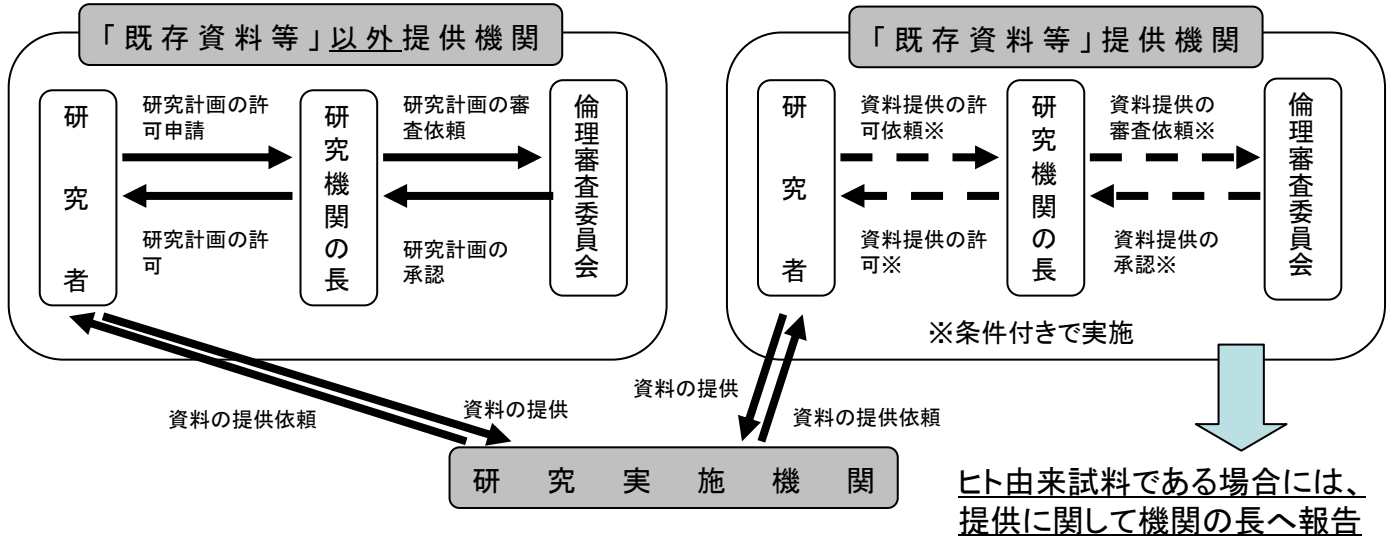 「既存資料等」以外提供機関
研究者
研究計画の許
可申請
研究計画の許
可
研究機関の長
研究計画の審
査依頼
研究計画の
承認
倫理審査委員会
「既存資料等」提供機関
研究者
資料提供の許
可依頼※
資料提供の許
可※
研究機関の長
資料提供の
審査依頼※
資料提供の
承認※
倫理審査委員会
※条件付きで実施
資料の提供依頼
資料の提供
資料の提供
資料の提供依頼
研究実施機関
ヒト由来試料である場合には、
提供に関して機関の長へ報告